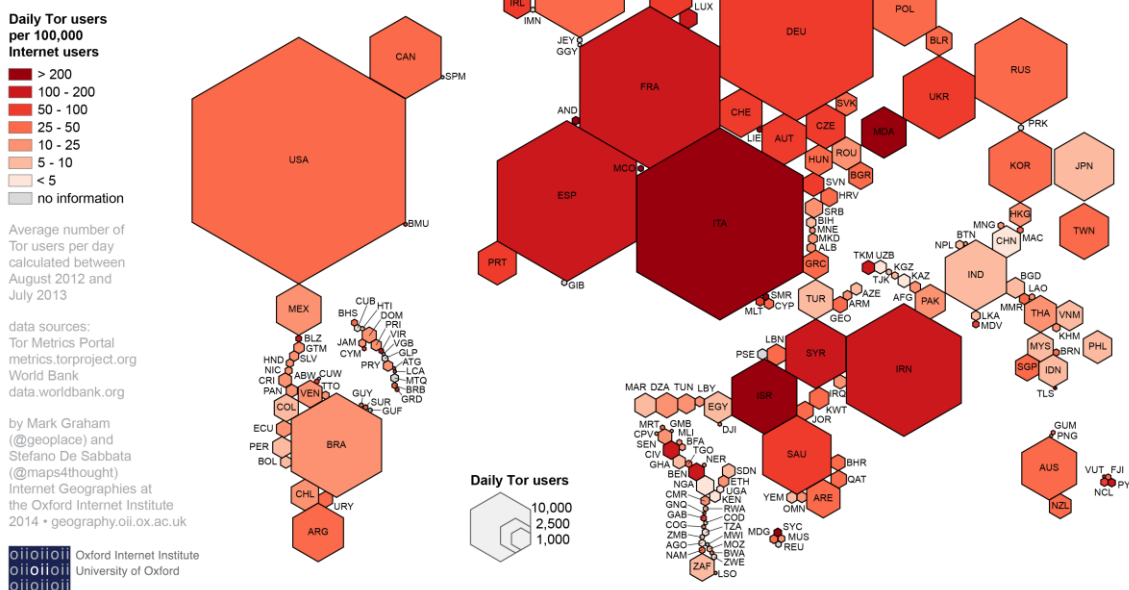 Daily Tor users
per 100,000
Internet users
> 200
100 - 200
50 - 100
25 - 50
10 - 25
5 - 10
< 5
no information
Average number of
Tor users per day
calculated between
August 2012 and
July 2013
data sources:
Tor Metrics Portal
metrics.torproject.org
World Bank
data.worldbank.org
by Mark Graham
(@geoplace) and
Stefano De Sabbata
(@maps4thought)
Internet Geographies at
the Oxford Internet Institute
2014 • geography.oii.ox.ac.uk
oiioiioii
oiioiioii
oiioiioii
Oxford Internet Institute
University of Oxford
CAN
SPM
USA
BMU
MEX
BLZ
GTM
SLV
HND
NIC
CRI
PAN
ABW
CUW
TTO
VEN
COL
ECU
PER
BOL
GUY
SUR
GUF
BRA
CHL
URY
ARG
CUB
BHS
HTI
DOM
PRI
VIR
VGB
GLP
ATG
LCA
MTQ
BRB
GRD
JAM
CYM
PRY
IRL
IMN
JEY
GGY
LUX
DEU
POL
BLR
RUS
FRA
UKR
CHE
SVK
AND
LIE
AUT
CZE
MDA
PRK
ROU
HUN
BGR
KOR
JPN
MCO
ESP
ITA
SVN
HRV
SRB
BIH
MNE
MKD
ALB
GRC
PRT
GIB
HKG
MNG
MAC
TWN
BTN
NPL
CHN
IND
TKM
UZB
TJK
KGZ
KAZ
AFG
PAK
SMR
MLT
CYP
TUR
AZE
ARM
GEO
BGD
LAO
MMR
LKA
MDV
THA
VNM
KHM
MYS
BRN
PHL
SGP
IDN
TLS
LBN
PSE
SYR
IRN
ISR
IRQ
KWT
JOR
MAR
DZA
TUN
LBY
EGY
DJI
SAU
BHR
QAT
YEM
OMN
ARE
MRT
CPV
GMB
MLI
SEN
BFA
CIV
TGO
GHA
NER
BEN
SDN
NGA
ETH
UGA
CMR
KEN
GNQ
RWA
GAB
COD
COG
TZA
ZMB
MWI
AGO
MOZ
NAM
BWA
ZWE
ZAF
LSO
MDG
SYC
MUS
REU
GUM
PNG
AUS
NZL
VUT
FJI
NCL
PY
Daily Tor users
10,000
2,500
1,000